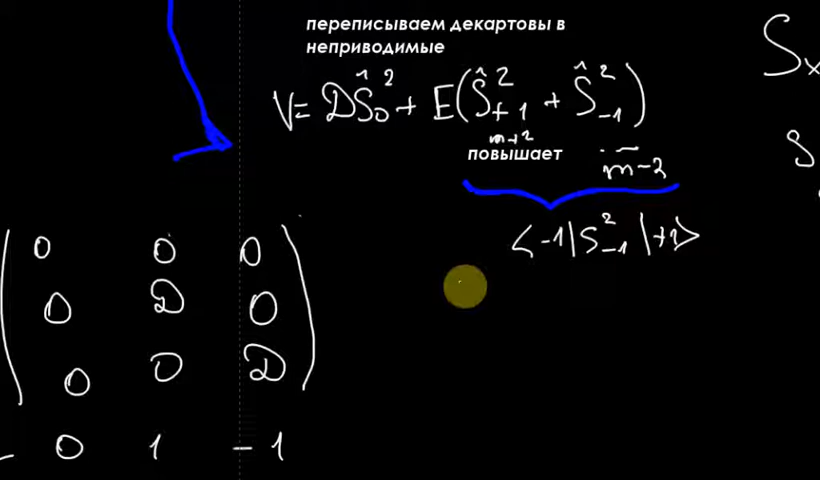 переписываем декартовы в
неприводимые
V = DŜ₀² + E(Ŝ₊₁² + Ŝ₋₁²)
m+2
повышает
m-2
<-1|S₋₁²|+1>
0 0 0
0 D 0
0 0 D
0 1 -1